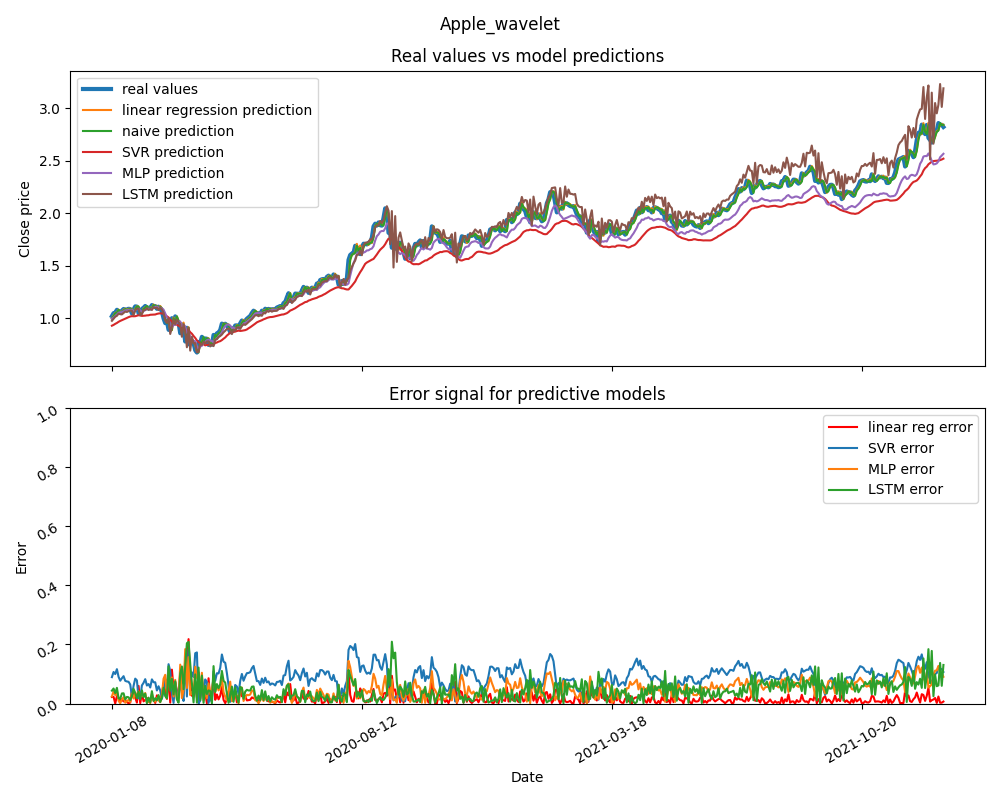 Apple_wavelet
Real values vs model predictions
real values
linear regression prediction
naive prediction
SVR prediction
MLP prediction
LSTM prediction
Close price
3.0
2.5
2.0
1.5
1.0
Error signal for predictive models
linear reg error
SVR error
MLP error
LSTM error
Error
1.0
0.8
0.6
0.4
0.2
0.0
2020-01-08
2020-08-12
2021-03-18
2021-10-20
Date